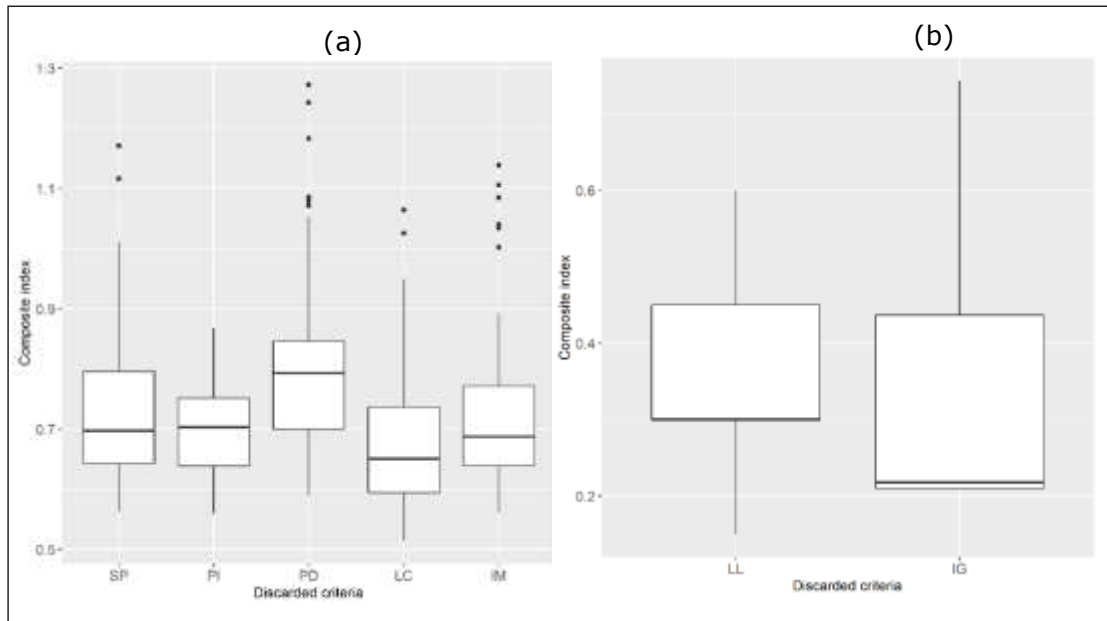 (a)
1.3
1.1
0.9
0.7
0.5
Composite index
SP PI PD LC IM
Discarded criteria
(b)
0.6
0.4
0.2
Composite index
LL IG
Discarded criteria